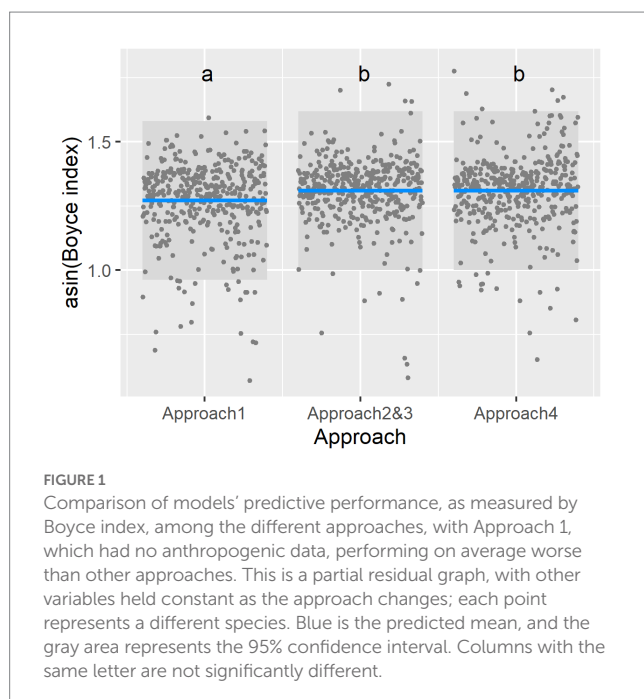 a b b
asin(Boyce index)
1.5
1.0
Approach1 Approach2&3 Approach4
Approach
FIGURE 1
Comparison of models' predictive performance, as measured by
Boyce index, among the different approaches, with Approach 1,
which had no anthropogenic data, performing on average worse
than other approaches. This is a partial residual graph, with other
variables held constant as the approach changes; each point
represents a different species. Blue is the predicted mean, and the
gray area represents the 95% confidence interval. Columns with the
same letter are not significantly different.